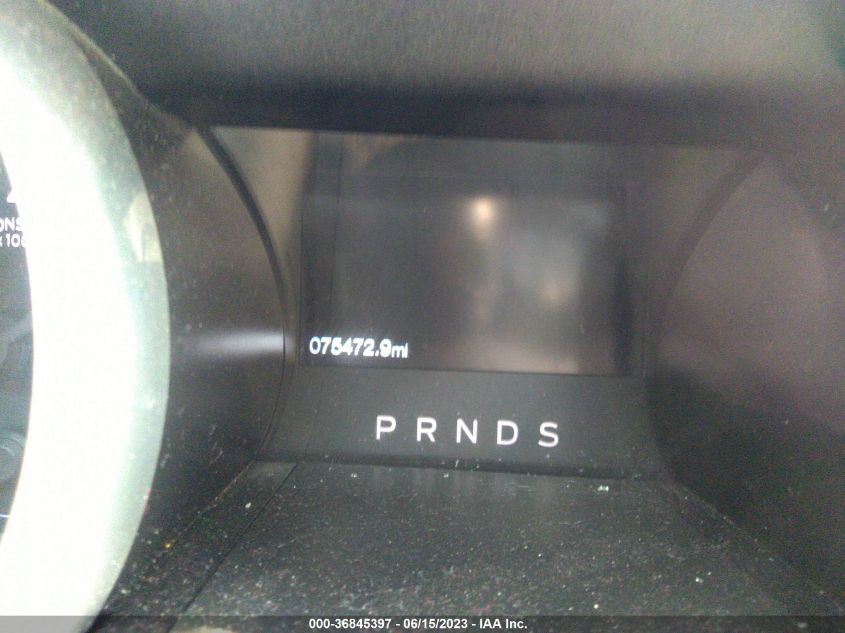 075472.9mi
P R N D S
000-36845397 - 06/15/2023 - IAA Inc.